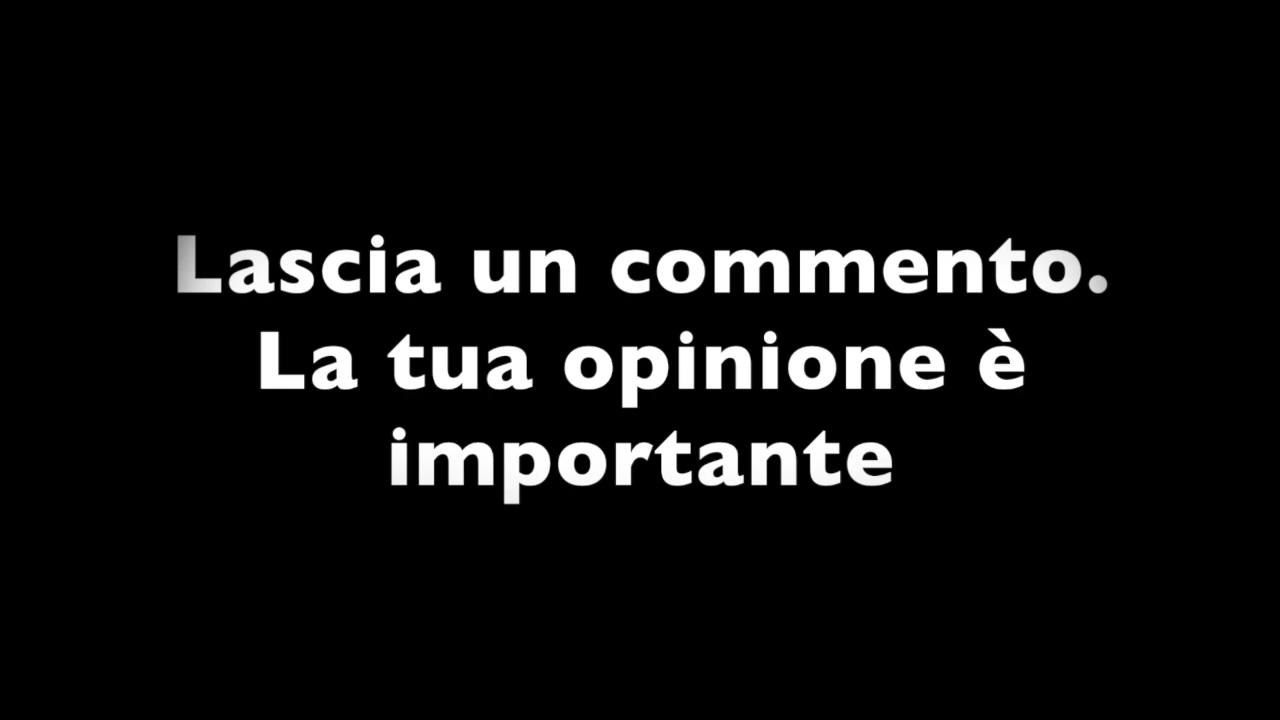 Lascia un commento.
La tua opinione è
importante